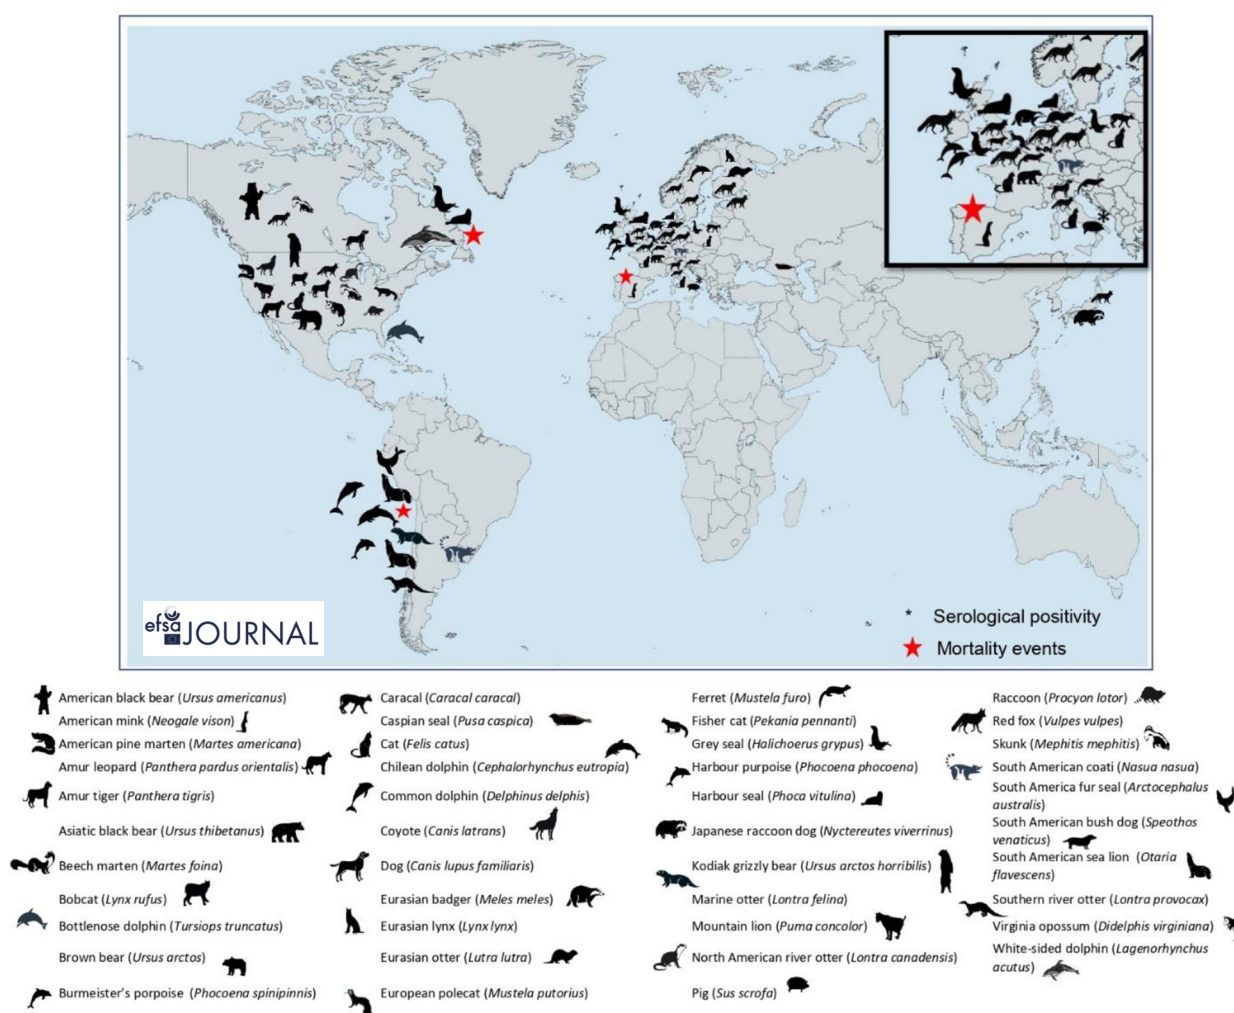 * Serological positivity
Mortality events
efsa JOURNAL
American black bear (Ursus americanus)
American mink (Neogale vison)
American pine marten (Martes americana)
Amur leopard (Panthera pardus orientalis)
Amur tiger (Panthera tigris)
Asiatic black bear (Ursus thibetanus)
Beech marten (Martes foina)
Bobcat (Lynx rufus)
Bottlenose dolphin (Tursiops truncatus)
Brown bear (Ursus arctos)
Burmeister's porpoise (Phocoena spinipinnis)
Caracal (Caracal caracal)
Caspian seal (Pusa caspica)
Cat (Felis catus)
Chilean dolphin (Cephalorhynchus eutropia)
Common dolphin (Delphinus delphis)
Coyote (Canis latrans)
Dog (Canis lupus familiaris)
Eurasian badger (Meles meles)
Eurasian lynx (Lynx lynx)
Eurasian otter (Lutra lutra)
European polecat (Mustela putorius)
Ferret (Mustela furo)
Fisher cat (Pekania pennanti)
Grey seal (Halichoerus grypus)
Harbour purpoise (Phocoena phocoena)
Harbour seal (Phoca vitulina)
Japanese raccoon dog (Nyctereutes viverrinus)
Kodiak grizzly bear (Ursus arctos horribilis)
Marine otter (Lontra felina)
Mountain lion (Puma concolor)
North American river otter (Lontra canadensis)
Pig (Sus scrofa)
Raccoon (Procyon lotor)
Red fox (Vulpes vulpes)
Skunk (Mephitis mephitis)
South American coati (Nasua nasua)
South America fur seal (Arctocephalus
australis)
South American bush dog (Speothos
venaticus)
South American sea lion (Otaria
flavescens)
Southern river otter (Lontra provocax)
Virginia opossum (Didelphis virginiana)
White-sided dolphin (Lagenorhynchus
acutus)